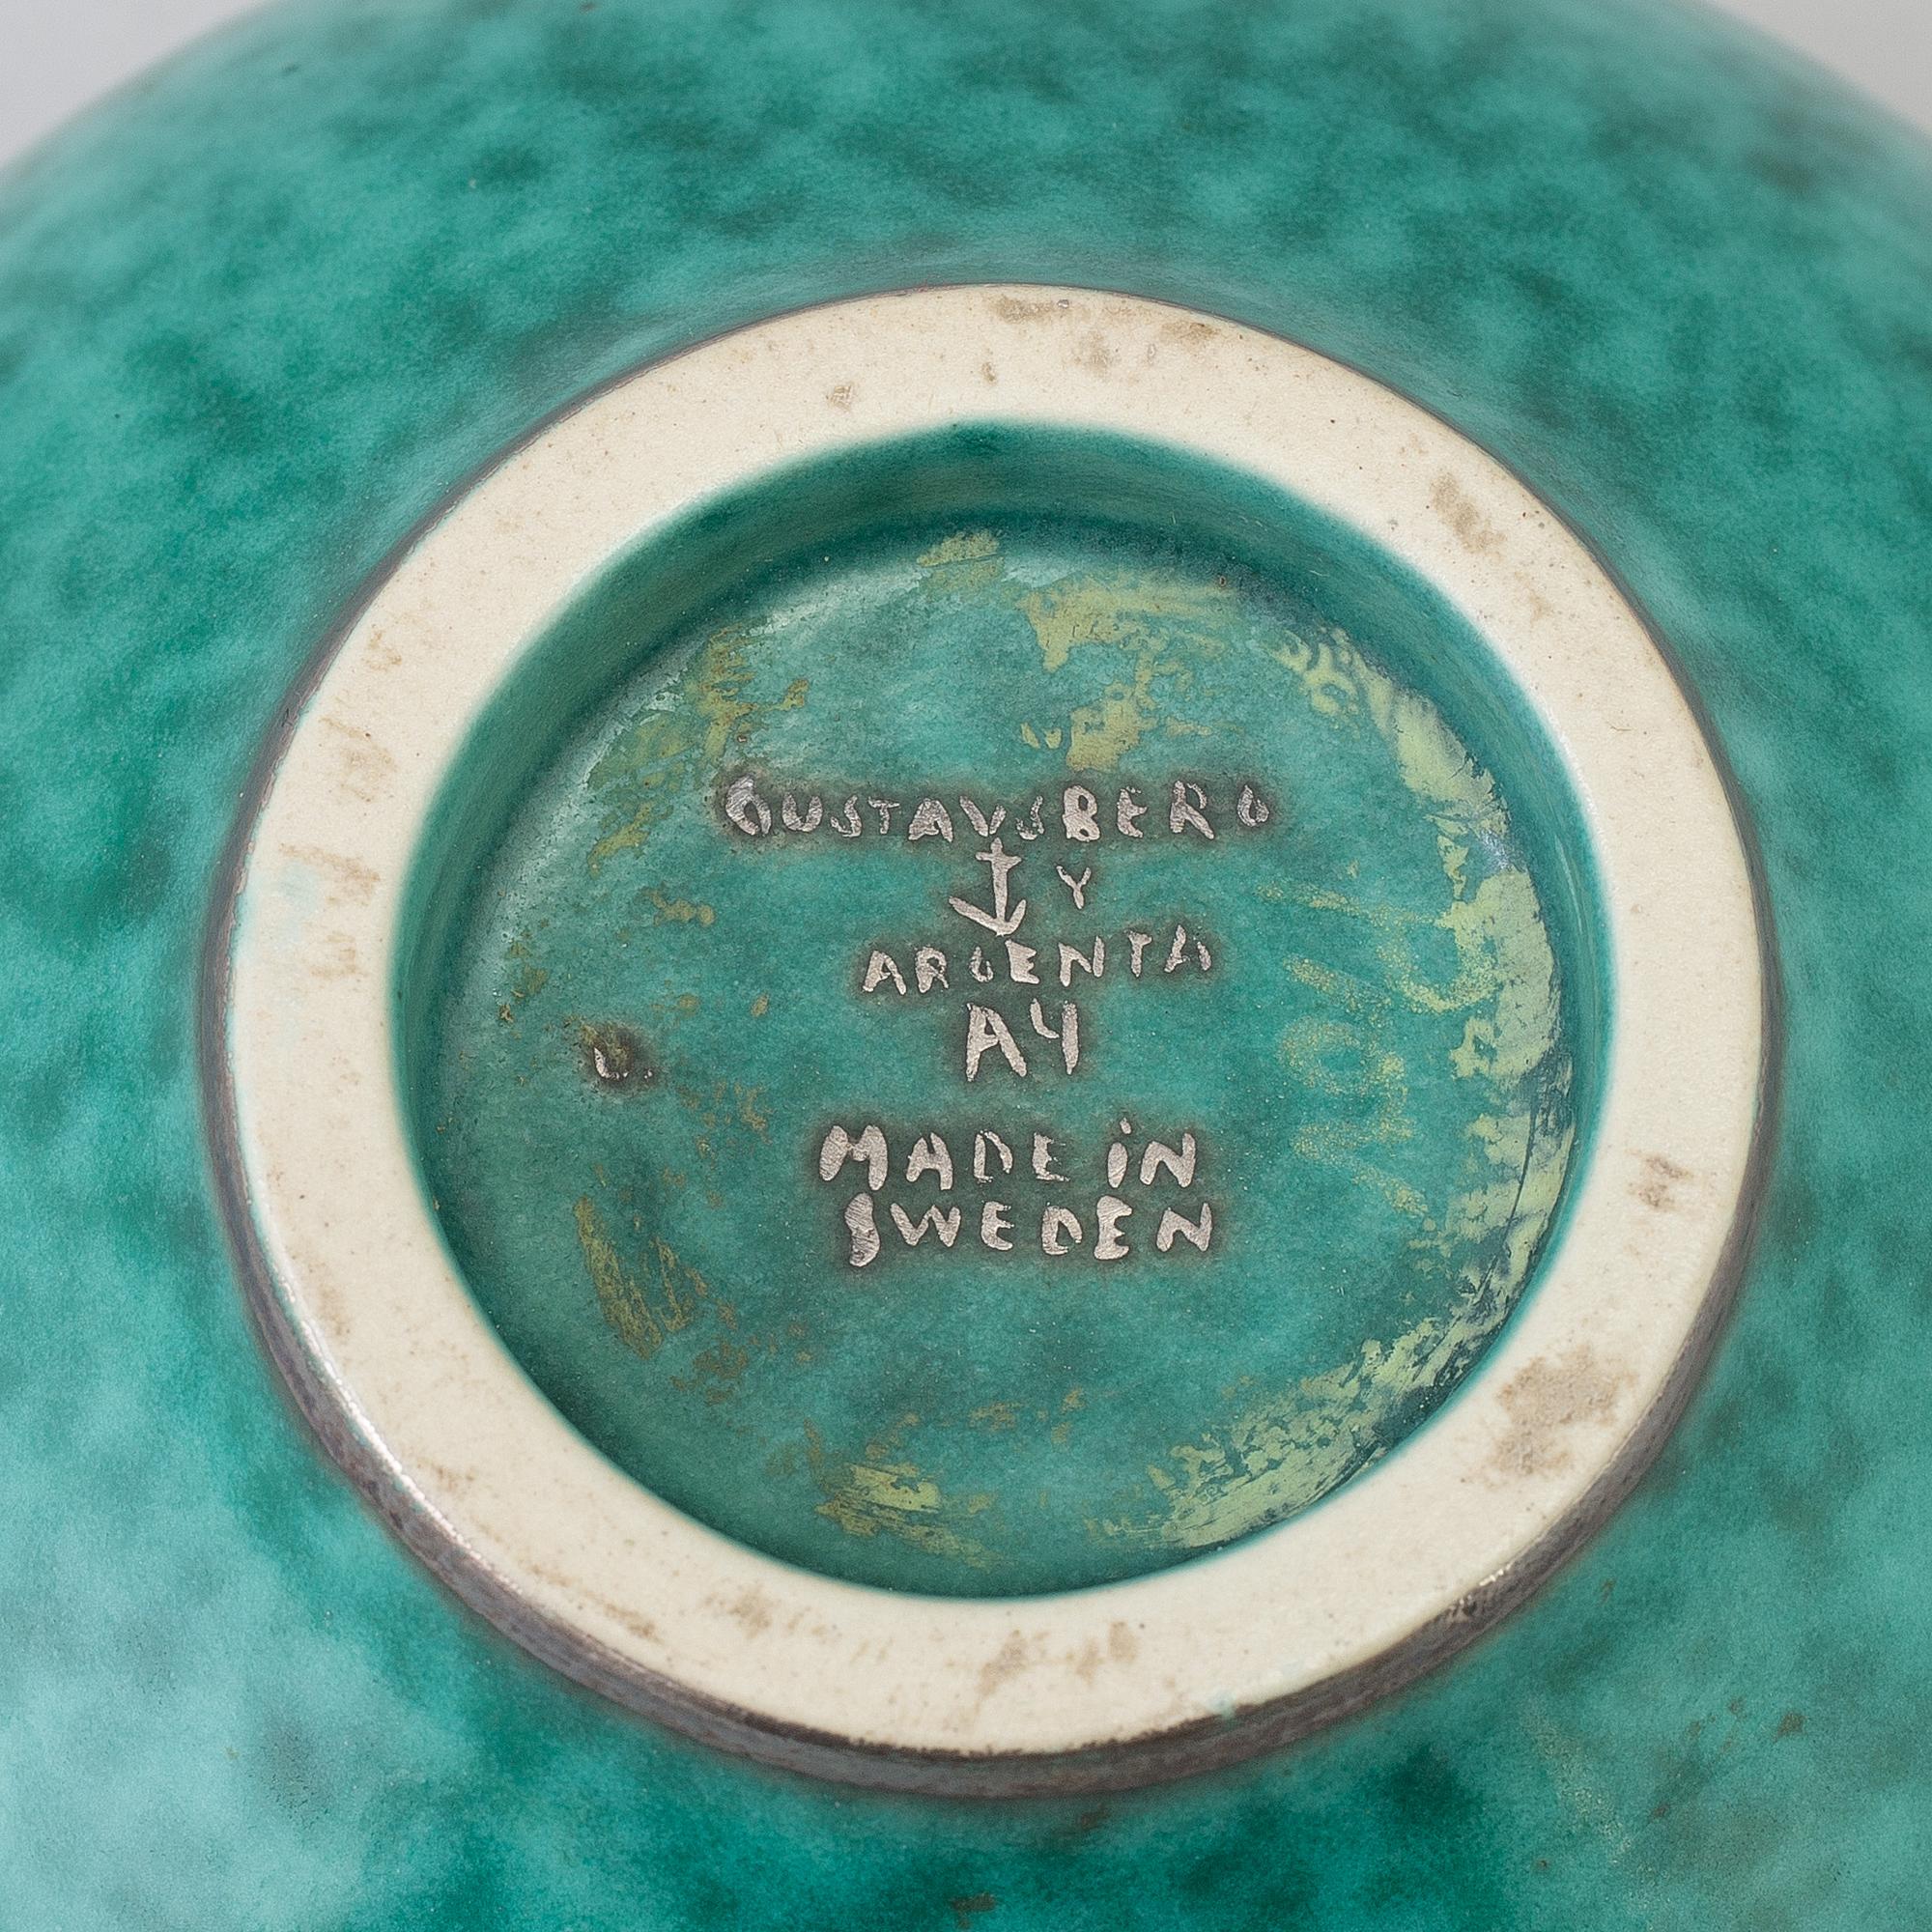 GUSTAVSBERG
Y
ARGENTA
A4
MADE iN
SWEDEN